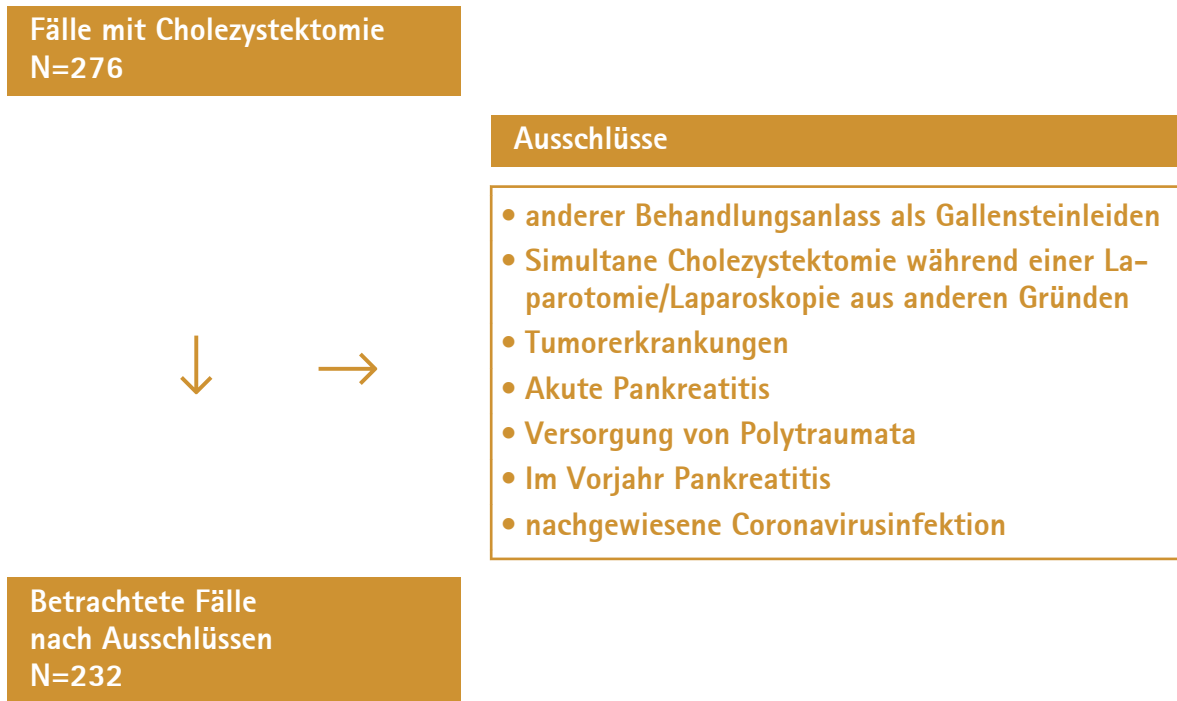 Fälle mit Cholezystektomie
N=276
Ausschlüsse
• anderer Behandlungsanlass als Gallensteinleiden
• Simultane Cholezystektomie während einer La-
parotomie/Laparoskopie aus anderen Gründen
• Tumorerkrankungen
• Akute Pankreatitis
• Versorgung von Polytraumata
• Im Vorjahr Pankreatitis
• nachgewiesene Coronavirusinfektion
Betrachtete Fälle
nach Ausschlüssen
N=232